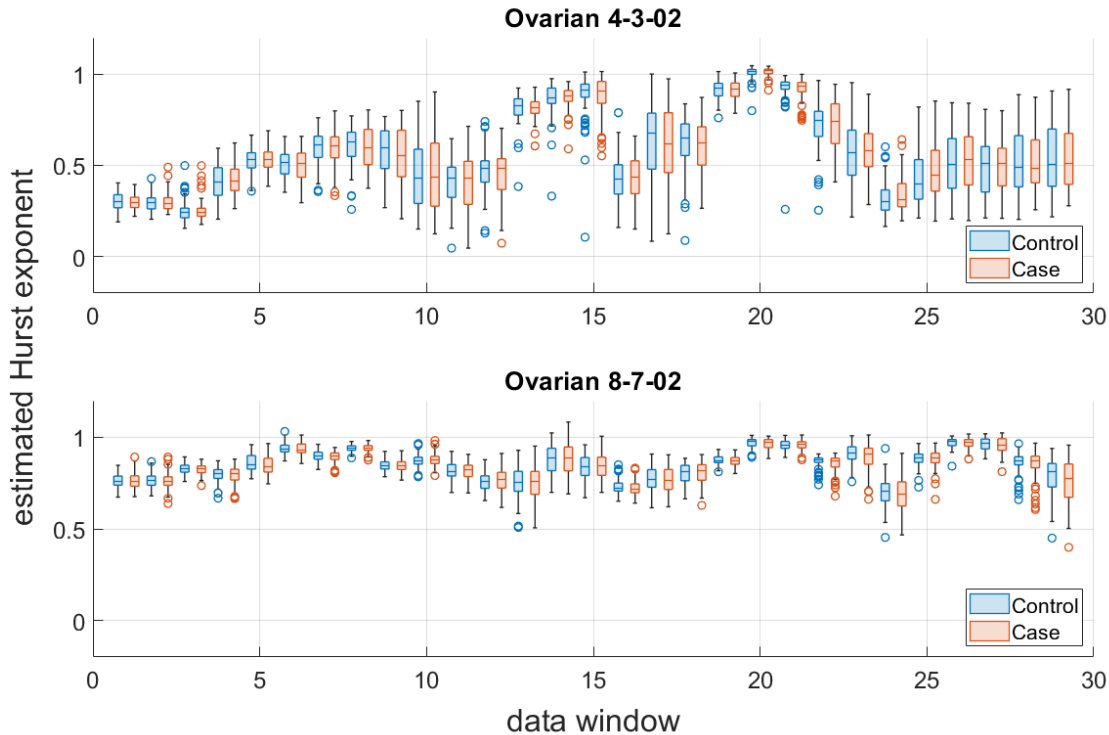 Ovarian 4-3-02
1
0.5
0
Control
Case
0 5 10 15 20 25 30
estimated Hurst exponent
Ovarian 8-7-02
1
0.5
0
Control
Case
0 5 10 15 20 25 30
data window